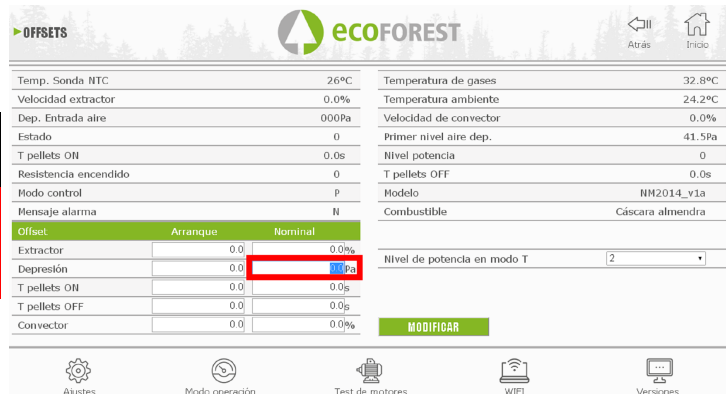 OFFSETS
ecoFOREST
Atrás
Inicio
Temp. Sonda NTC 26ºC
Velocidad extractor 0.0%
Dep. Entrada aire 000Pa
Estado 0
T pellets ON 0.0s
Resistencia encendido 0
Modo control P
Mensaje alarma N
Offset Arranque Nominal
Extractor 0.0 0.0%
Depresión 0.0 0.0Pa
T pellets ON 0.0 0.0s
T pellets OFF 0.0 0.0s
Convector 0.0 0.0%
Temperatura de gases 32.8ºC
Temperatura ambiente 24.2ºC
Velocidad de convector 0.0%
Primer nivel aire dep. 41.5Pa
Nivel potencia 0
T pellets OFF 0.0s
Modelo NM2014_v1a
Combustible Cáscara almendra
Nivel de potencia en modo T 2
MODIFICAR
Ajustes
Modo operación
Test de motores
WIFI
Versiones